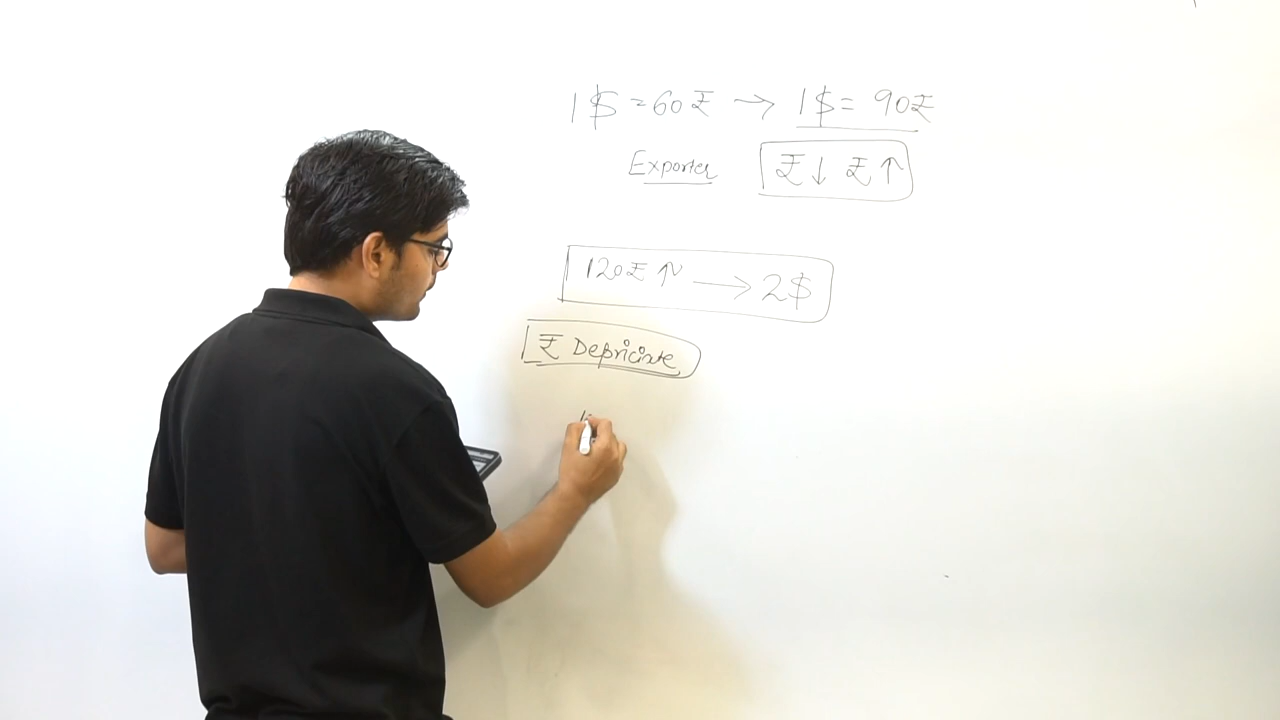 1$ = 60₹ → 1$ = 90₹
Exporter ₹↓ ₹↑
120₹ ↑ → 2$
₹ Depriciate